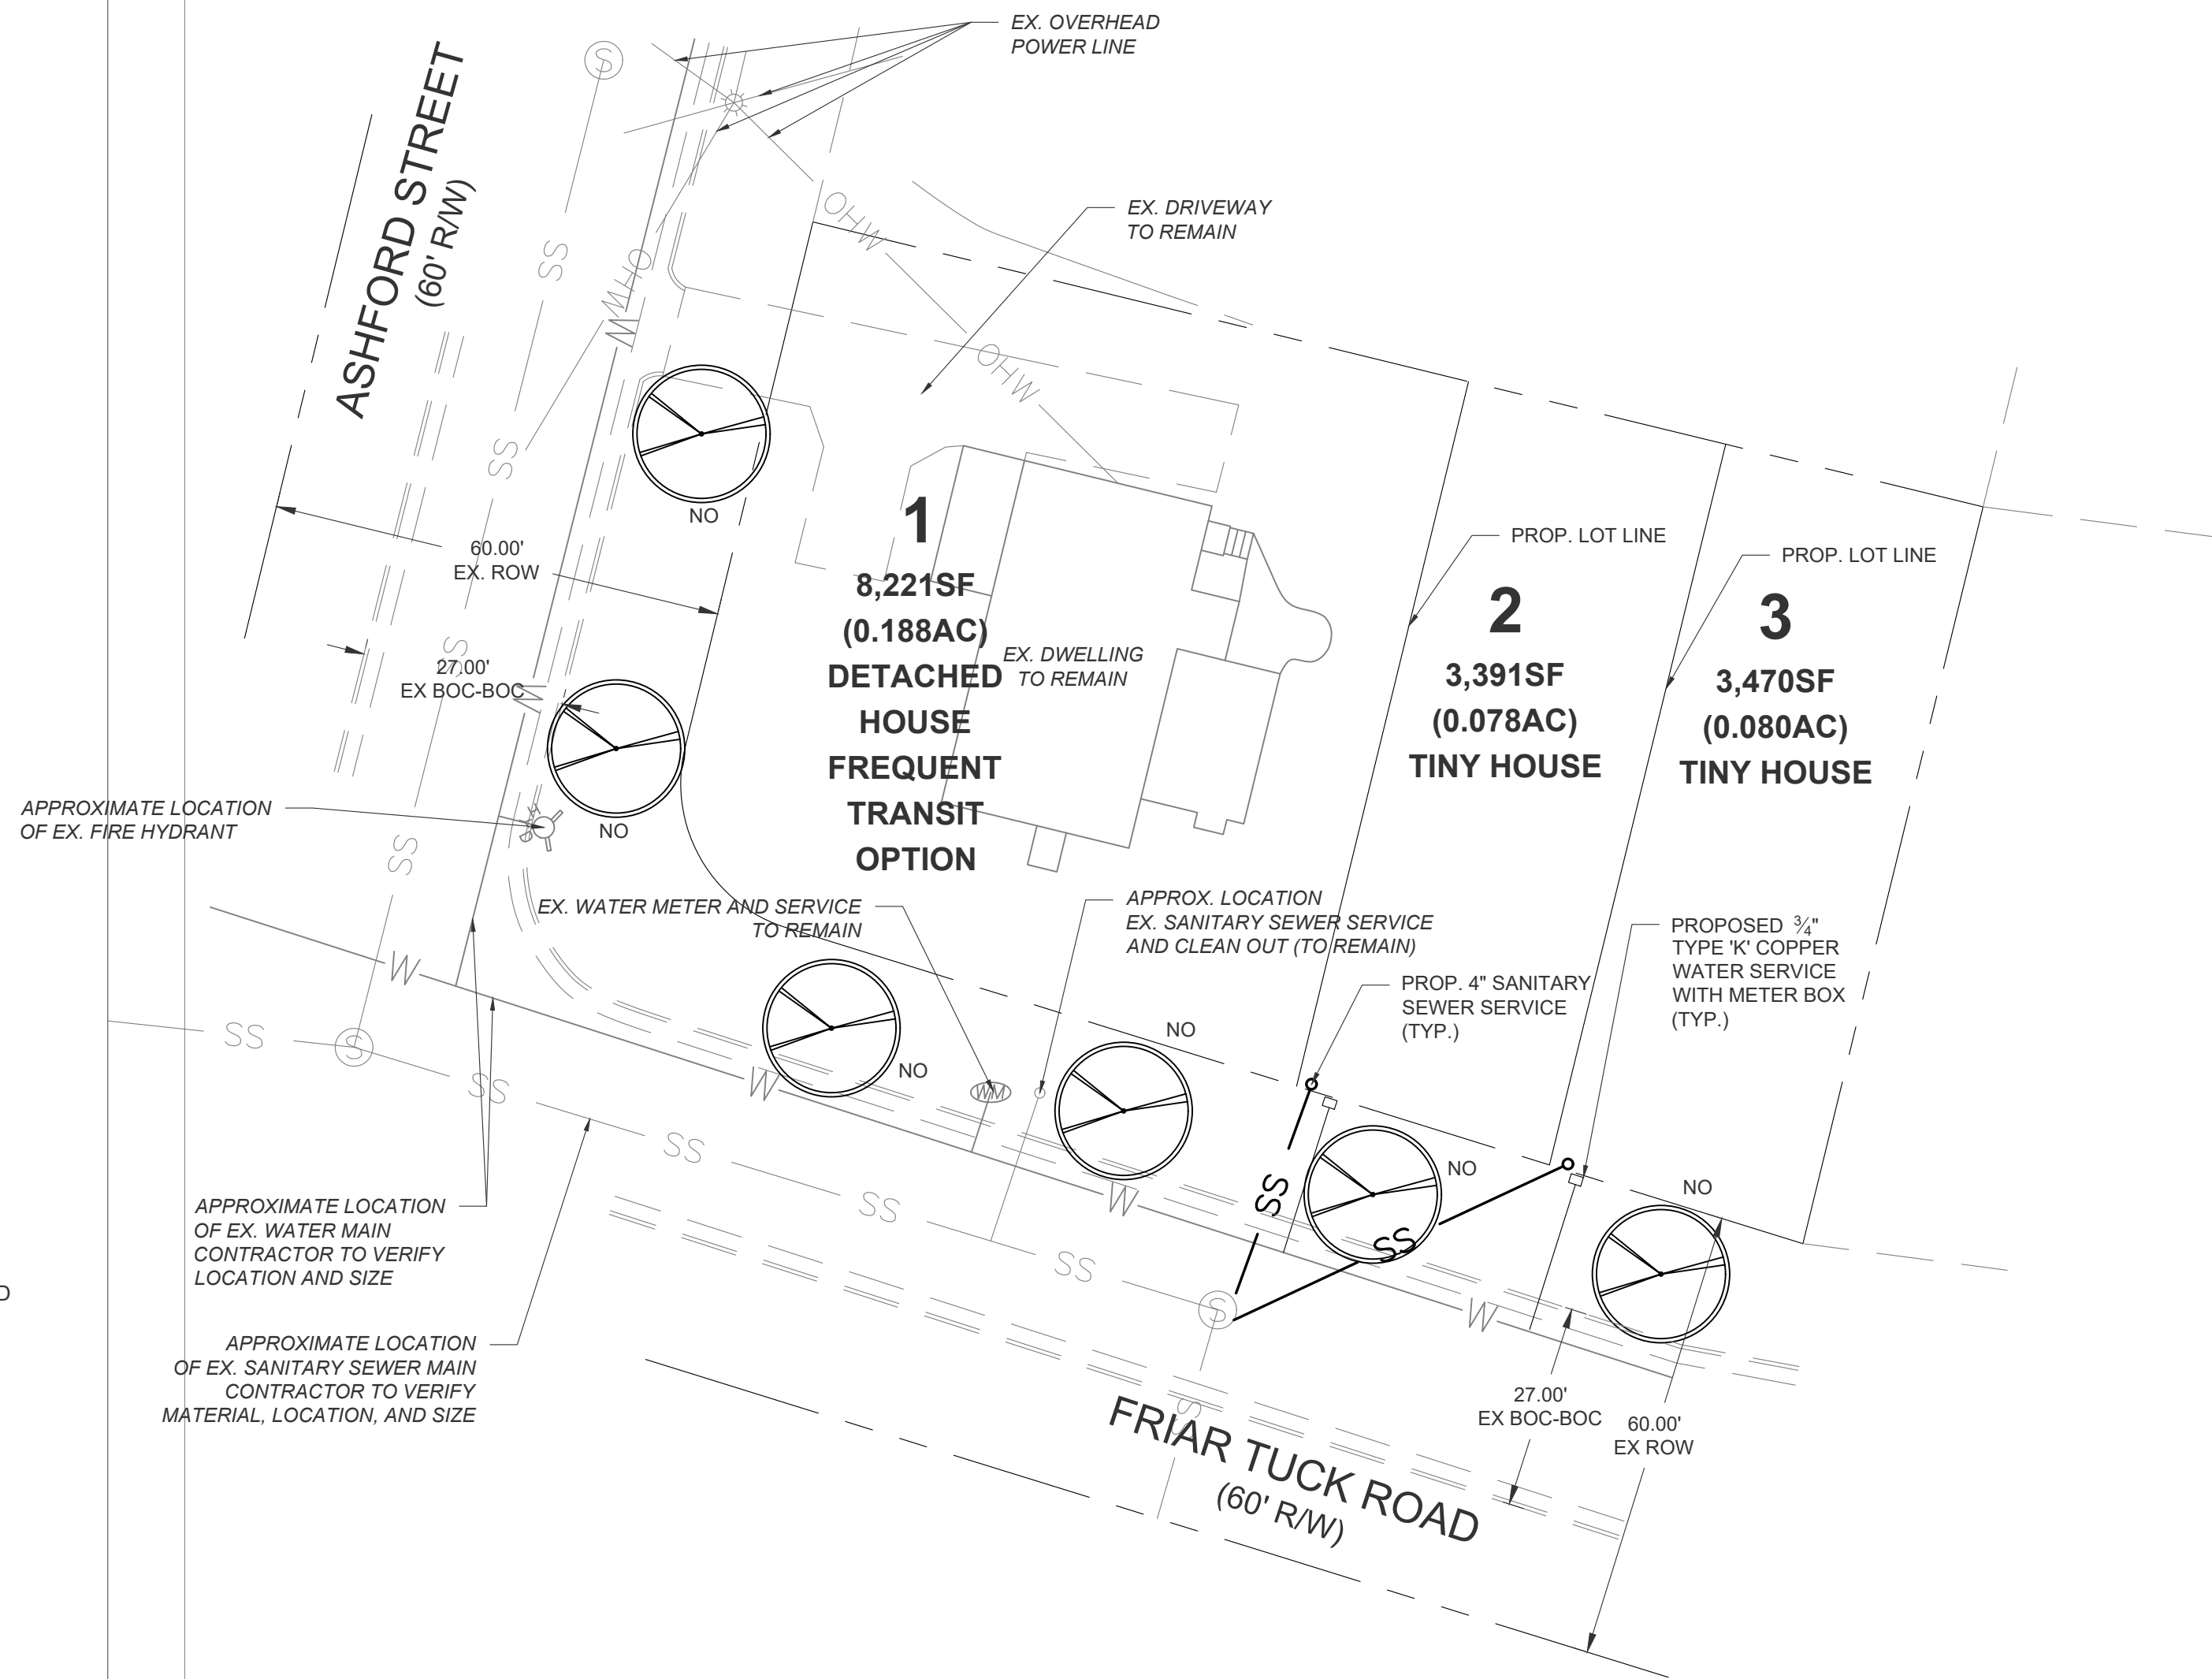 EX. OVERHEAD
POWER LINE
S
ASHFORD STREET
(60' R/W)
SS
OHW
OHW
W
EX. DRIVEWAY
TO REMAIN
OHW
SS
NO
60.00'
EX. ROW
SS
27.00'
EX BOC-BOC
W
NO
1
8,221SF
(0.188AC)
DETACHED
HOUSE
FREQUENT
TRANSIT
OPTION
EX. DWELLING
TO REMAIN
PROP. LOT LINE
2
3,391SF
(0.078AC)
TINY HOUSE
PROP. LOT LINE
3
3,470SF
(0.080AC)
TINY HOUSE
APPROXIMATE LOCATION
OF EX. FIRE HYDRANT
SS
EX. WATER METER AND SERVICE
TO REMAIN
APPROX. LOCATION
EX. SANITARY SEWER SERVICE
AND CLEAN OUT (TO REMAIN)
PROP. 4" SANITARY
SEWER SERVICE
(TYP.)
PROPOSED ¾"
TYPE 'K' COPPER
WATER SERVICE
WITH METER BOX
(TYP.)
W
SS
S
SS
W
NO
WM
NO
SS
SS
W
SS
NO
SS
NO
SS
S
W
APPROXIMATE LOCATION
OF EX. WATER MAIN
CONTRACTOR TO VERIFY
LOCATION AND SIZE
APPROXIMATE LOCATION
OF EX. SANITARY SEWER MAIN
CONTRACTOR TO VERIFY
MATERIAL, LOCATION, AND SIZE
27.00'
EX BOC-BOC
60.00'
EX ROW
SS
FRIAR TUCK ROAD
(60' R/W)